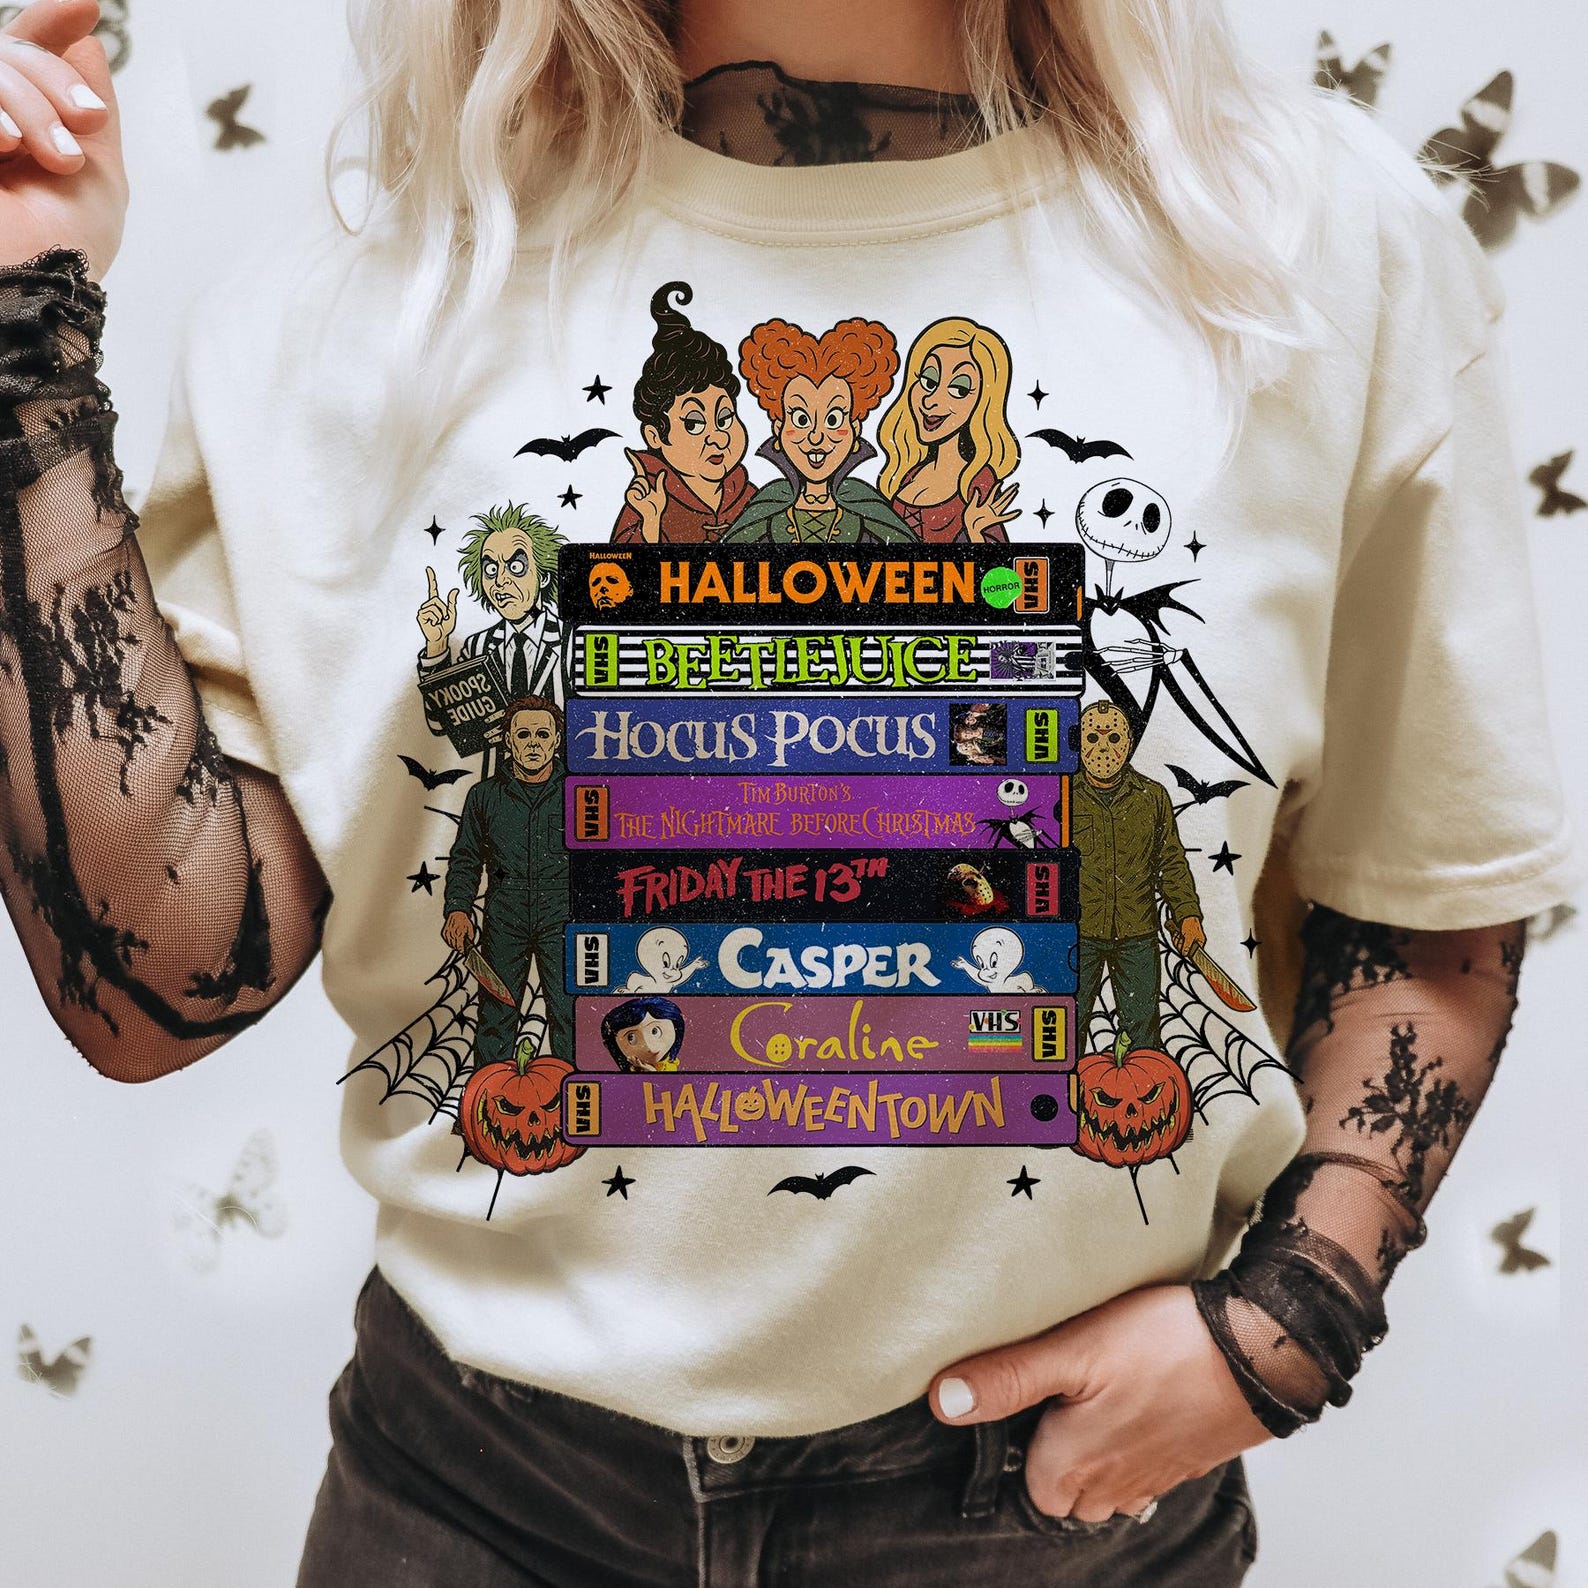 HALLOWEEN
HALLOWEEN
HORROR
VHS
VHS
BEETLEJUICE
SPOOKY
GUIDE
HOCUS POCUS
VHS
TIM BURTON'S
VHS
THE NIGHTMARE BEFORE CHRISTMAS
FRIDAY THE 13TH
VHS
VHS
CASPER
Coraline
VHS
VHS
VHS
HALLOWEENTOWN